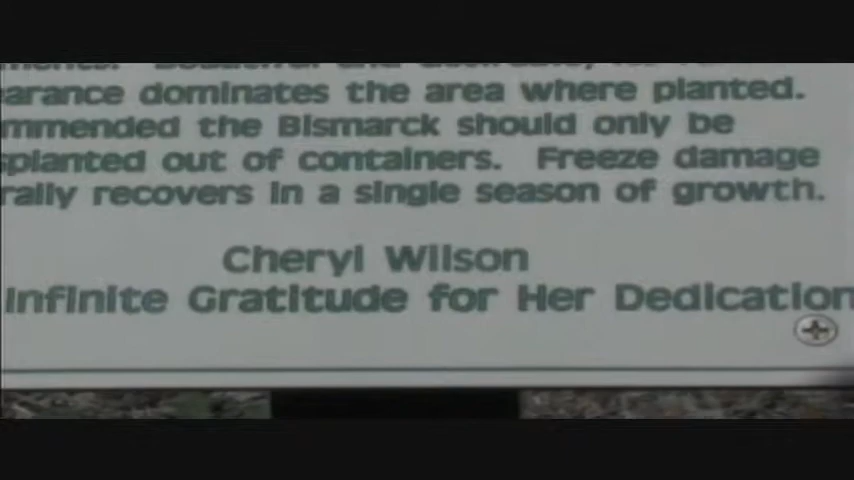 arance dominates the area where planted.
mmended the Bismarck should only be
splanted out of containers. Freeze damage
rally recovers in a single season of growth.
Cheryl Wilson
Infinite Gratitude for Her Dedication